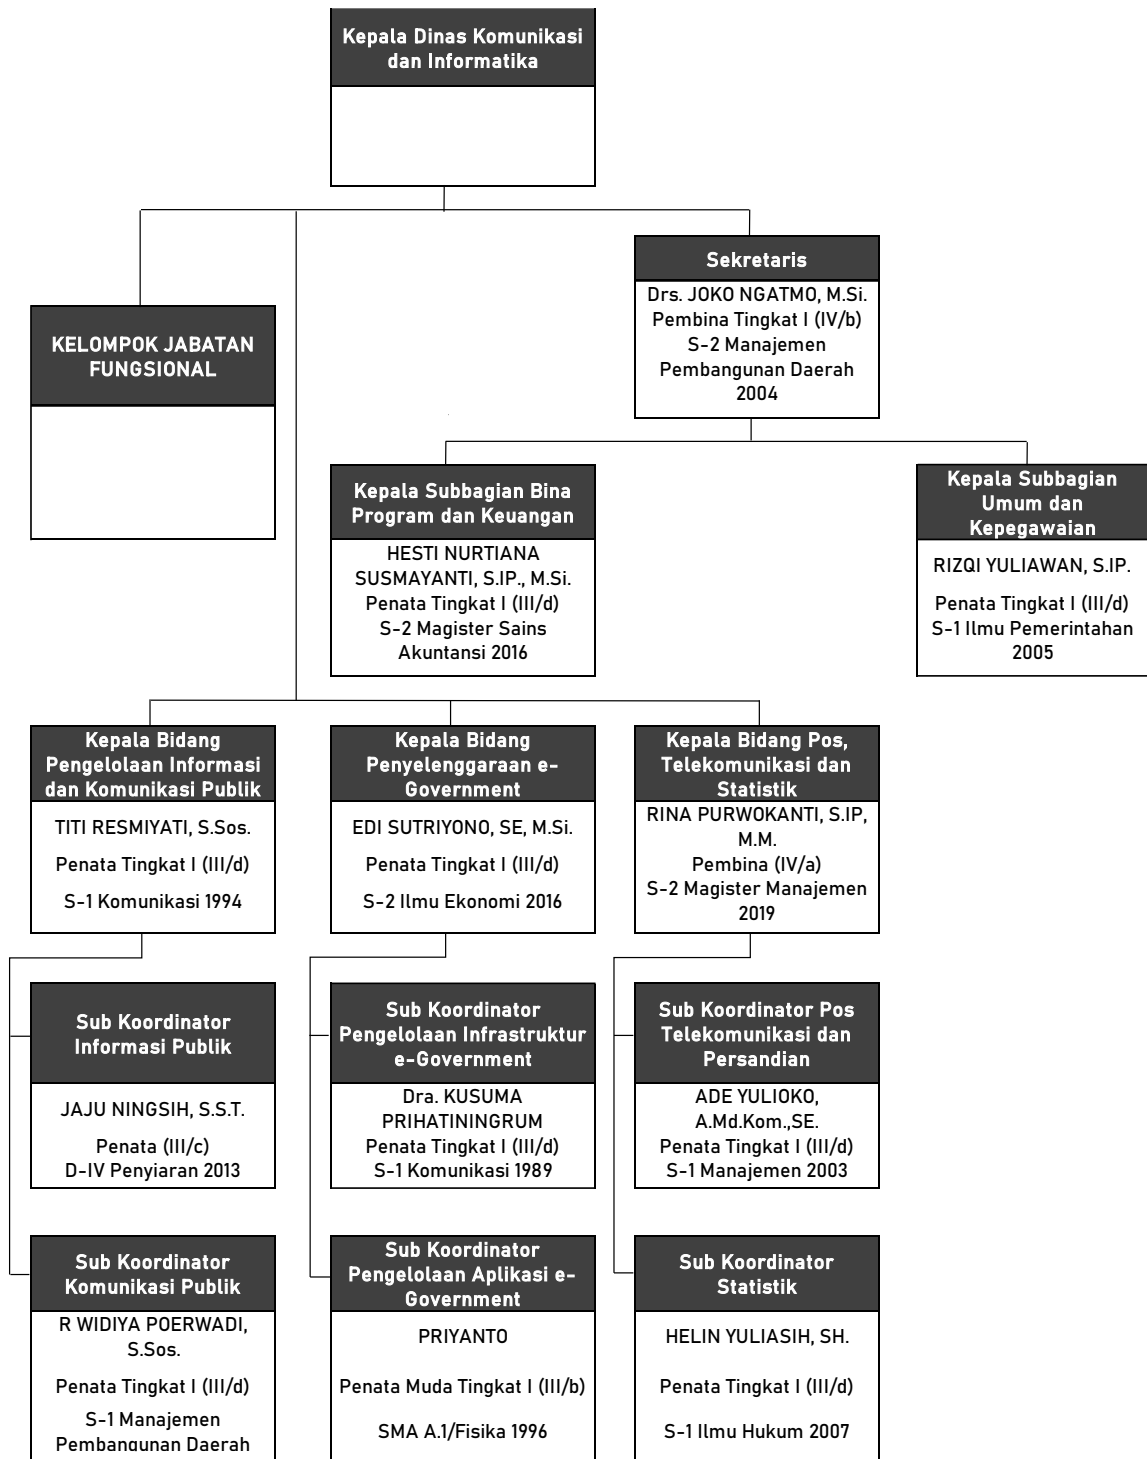 Kepala Dinas Komunikasi
dan Informatika
Sekretaris
Drs. JOKO NGATMO, M.Si.
Pembina Tingkat I (IV/b)
S-2 Manajemen
Pembangunan Daerah
2004
KELOMPOK JABATAN
FUNGSIONAL
Kepala Subbagian Bina
Program dan Keuangan
HESTI NURTIANA
SUSMAYANTI, S.IP., M.Si.
Penata Tingkat I (III/d)
S-2 Magister Sains
Akuntansi 2016
Kepala Subbagian
Umum dan
Kepegawaian
RIZQI YULIAWAN, S.IP.
Penata Tingkat I (III/d)
S-1 Ilmu Pemerintahan
2005
Kepala Bidang
Pengelolaan Informasi
dan Komunikasi Publik
TITI RESMIYATI, S.Sos.
Penata Tingkat I (III/d)
S-1 Komunikasi 1994
Kepala Bidang
Penyelenggaraan e-
Government
EDI SUTRIYONO, SE, M.Si.
Penata Tingkat I (III/d)
S-2 Ilmu Ekonomi 2016
Kepala Bidang Pos,
Telekomunikasi dan
Statistik
RINA PURWOKANTI, S.IP,
M.M.
Pembina (IV/a)
S-2 Magister Manajemen
2019
Sub Koordinator
Informasi Publik
JAJU NINGSIH, S.S.T.
Penata (III/c)
D-IV Penyiaran 2013
Sub Koordinator
Pengelolaan Infrastruktur
e-Government
Dra. KUSUMA
PRIHATININGRUM
Penata Tingkat I (III/d)
S-1 Komunikasi 1989
Sub Koordinator Pos
Telekomunikasi dan
Persandian
ADE YULIOKO,
A.Md.Kom.,SE.
Penata Tingkat I (III/d)
S-1 Manajemen 2003
Sub Koordinator
Komunikasi Publik
R WIDIYA POERWADI,
S.Sos.
Penata Tingkat I (III/d)
S-1 Manajemen
Pembangunan Daerah
Sub Koordinator
Pengelolaan Aplikasi e-
Government
PRIYANTO
Penata Muda Tingkat I (III/b)
SMA A.1/Fisika 1996
Sub Koordinator
Statistik
HELIN YULIASIH, SH.
Penata Tingkat I (III/d)
S-1 Ilmu Hukum 2007